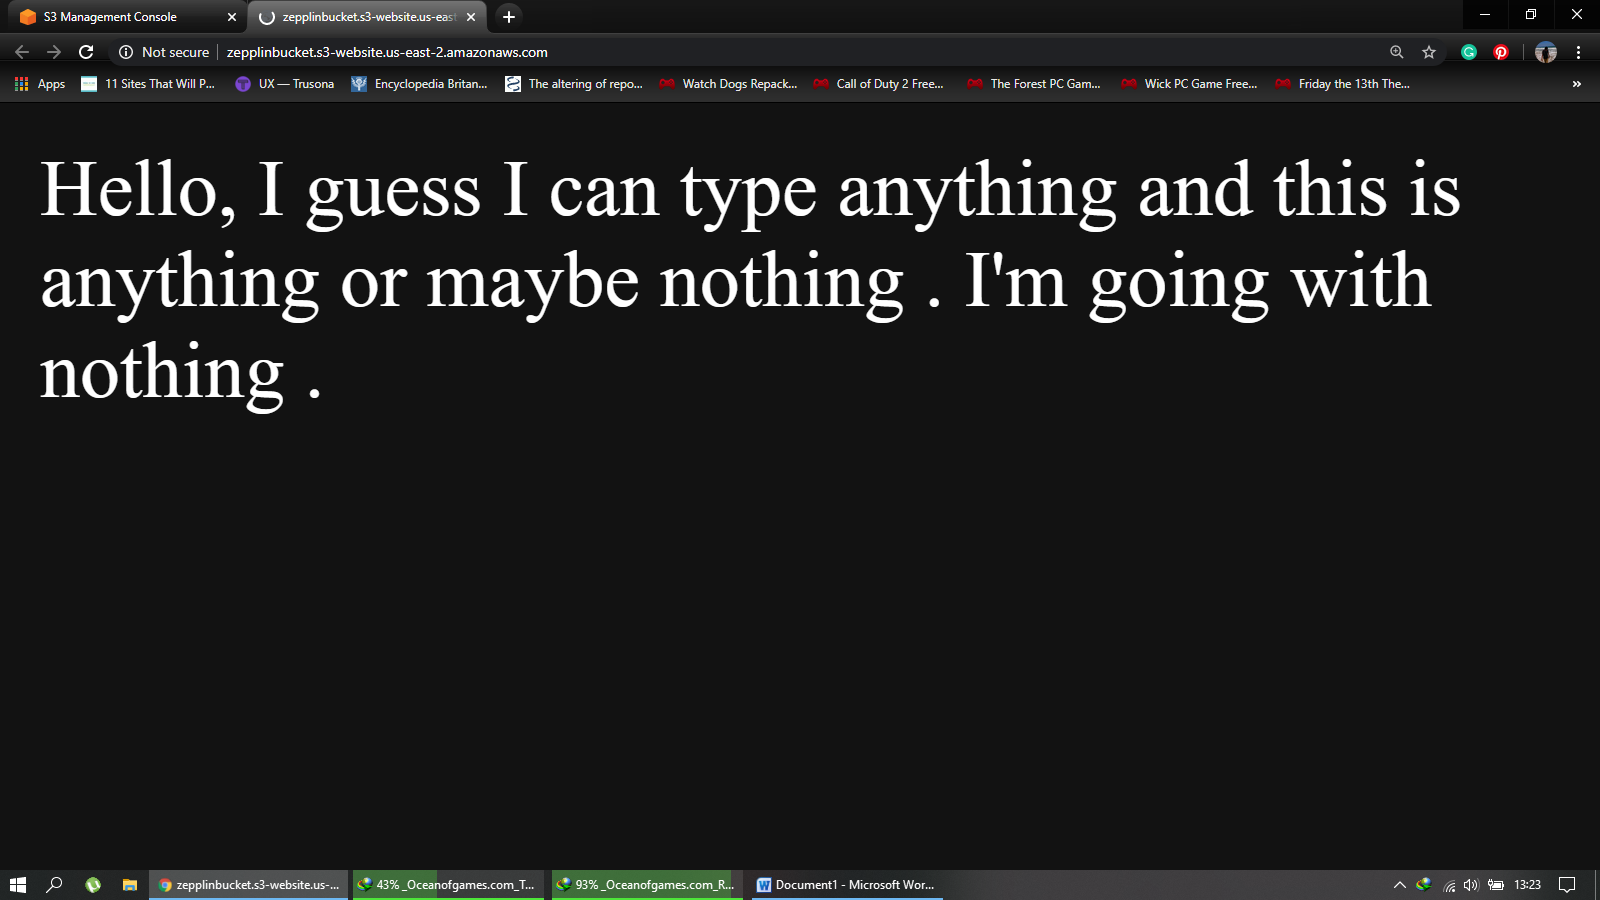 S3 Management Console
zepplinbucket.s3-website.us-east
Not secure
zepplinbucket.s3-website.us-east-2.amazonaws.com
Apps
11 Sites That Will P...
UX — Trusona
Encyclopedia Britan...
The altering of repo...
Watch Dogs Repack...
Call of Duty 2 Free...
The Forest PC Gam...
Wick PC Game Free...
Friday the 13th The...
Hello, I guess I can type anything and this is
anything or maybe nothing . I'm going with
nothing .
zepplinbucket.s3-website.us-...
43% _Oceanofgames.com_T...
93% _Oceanofgames.com_R...
Document1 - Microsoft Wor...
13:23